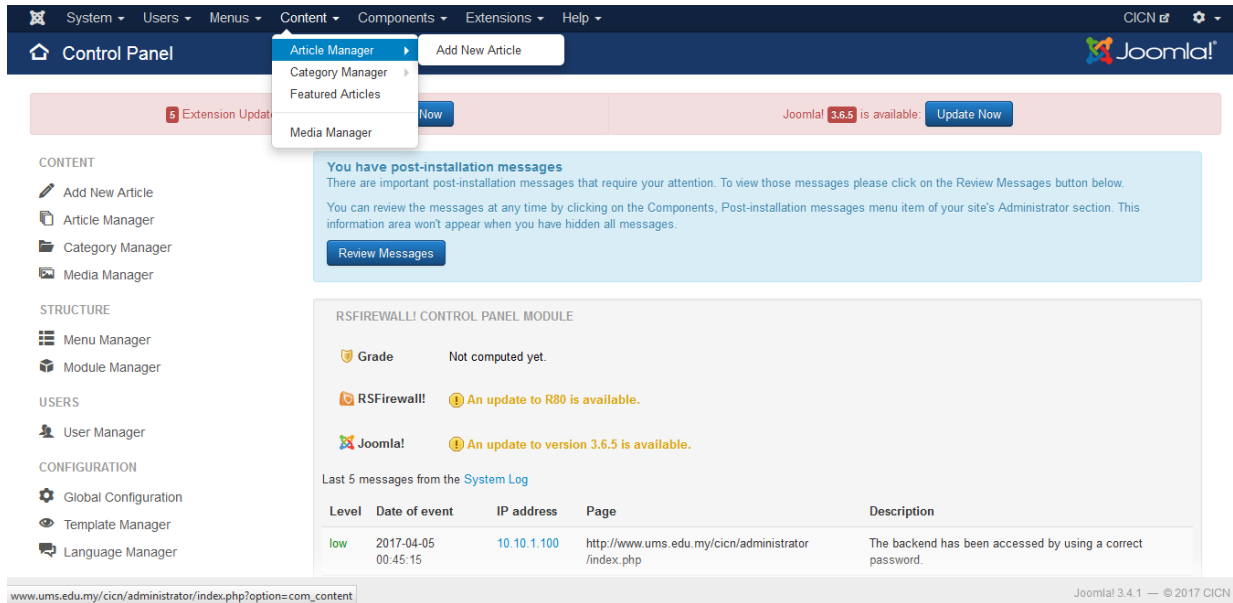 System Users Menus Content Components Extensions Help CICN
Control Panel
Joomla!
Article Manager
Add New Article
Category Manager
Featured Articles
Media Manager
5 Extension Updat
Now
Joomla! 3.6.5 is available: Update Now
CONTENT
Add New Article
Article Manager
Category Manager
Media Manager
STRUCTURE
Menu Manager
Module Manager
USERS
User Manager
CONFIGURATION
Global Configuration
Template Manager
Language Manager
You have post-installation messages
There are important post-installation messages that require your attention. To view those messages please click on the Review Messages button below.
You can review the messages at any time by clicking on the Components, Post-installation messages menu item of your site's Administrator section. This
information area won't appear when you have hidden all messages.
Review Messages
RSFIREWALL! CONTROL PANEL MODULE
Grade Not computed yet.
RSFirewall! An update to R80 is available.
Joomla! An update to version 3.6.5 is available.
Last 5 messages from the System Log
Level Date of event IP address Page Description
low 2017-04-05 10.10.1.100 http://www.ums.edu.my/cicn/administrator The backend has been accessed by using a correct
00:45:15 /index.php password.
www.ums.edu.my/cicn/administrator/index.php?option=com_content
Joomla! 3.4.1 — © 2017 CICN